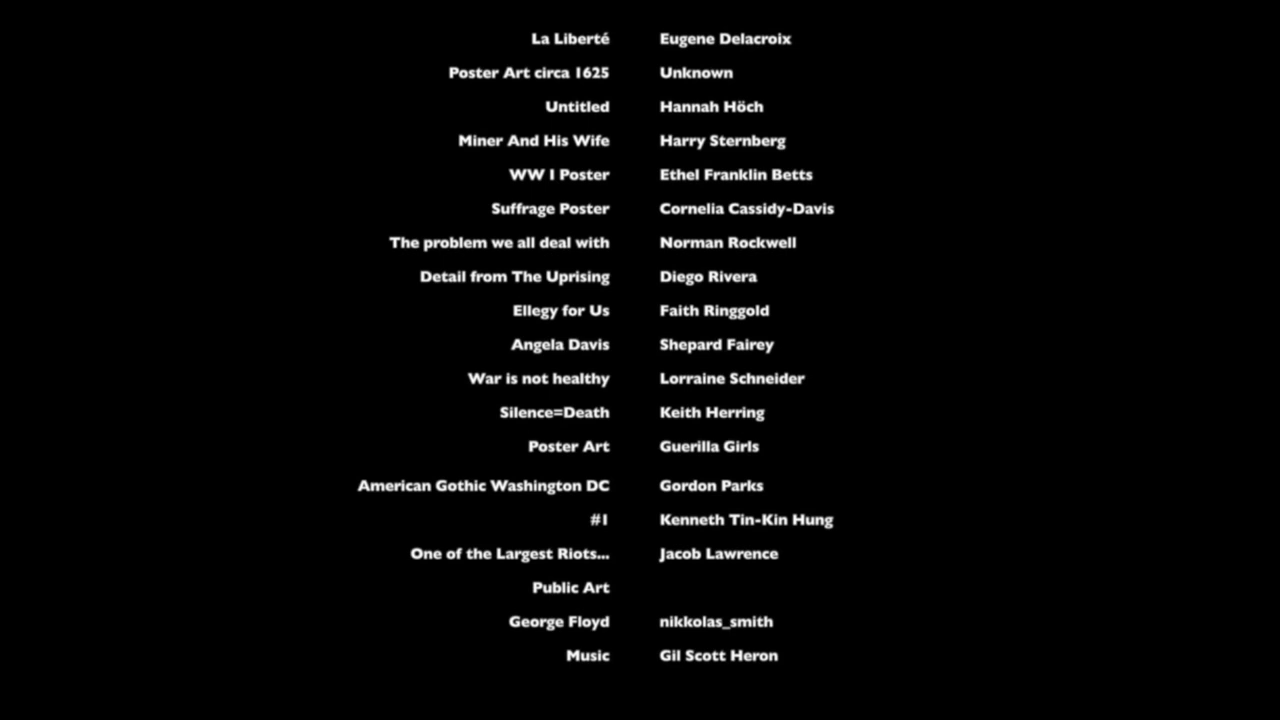 La Liberté Eugene Delacroix
Poster Art circa 1625 Unknown
Untitled Hannah Höch
Miner And His Wife Harry Sternberg
WW I Poster Ethel Franklin Betts
Suffrage Poster Cornelia Cassidy-Davis
The problem we all deal with Norman Rockwell
Detail from The Uprising Diego Rivera
Ellegy for Us Faith Ringgold
Angela Davis Shepard Fairey
War is not healthy Lorraine Schneider
Silence=Death Keith Herring
Poster Art Guerilla Girls
American Gothic Washington DC Gordon Parks
#1 Kenneth Tin-Kin Hung
One of the Largest Riots... Jacob Lawrence
Public Art
George Floyd nikkolas_smith
Music Gil Scott Heron